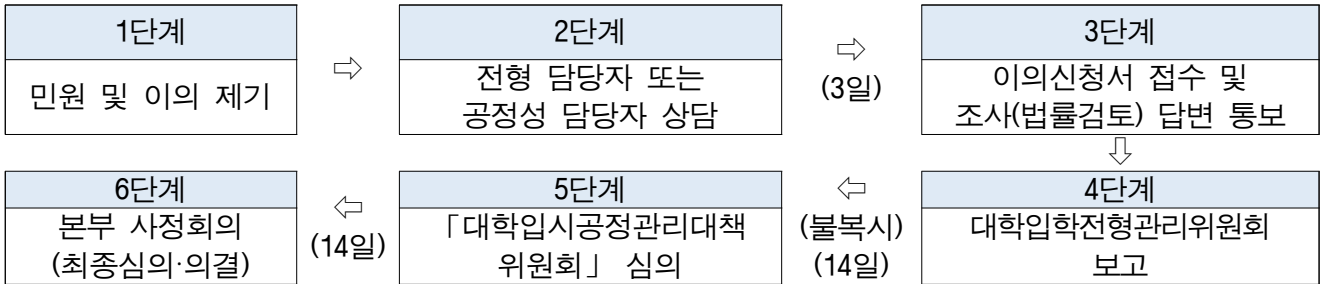 1단계
민원 및 이의 제기
⇨
2단계
전형 담당자 또는
공정성 담당자 상담
⇨
(3일)
3단계
이의신청서 접수 및
조사(법률검토) 답변 통보
⇩
4단계
대학입학전형관리위원회
보고
⇦
(불복시)
(14일)
5단계
「대학입시공정관리대책
위원회」 심의
⇦
(14일)
6단계
본부 사정회의
(최종심의·의결)